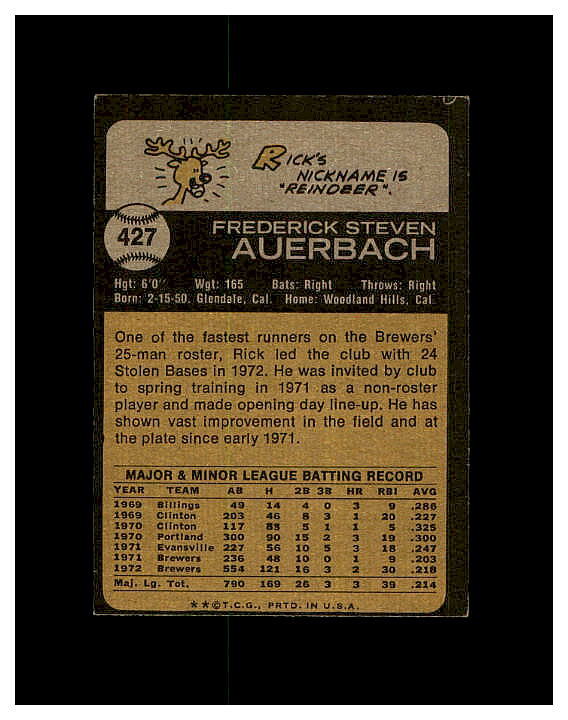 RICK'S
NICKNAME IS
"REINDEER".
427
FREDERICK STEVEN
AUERBACH
Hgt: 6'0" Wgt: 165 Bats: Right Throws: Right
Born: 2-15-50, Glendale, Cal. Home: Woodland Hills, Cal.
One of the fastest runners on the Brewers'
25-man roster, Rick led the club with 24
Stolen Bases in 1972. He was invited by club
to spring training in 1971 as a non-roster
player and made opening day line-up. He has
shown vast improvement in the field and at
the plate since early 1971.
MAJOR & MINOR LEAGUE BATTING RECORD
YEAR TEAM AB H 2B 3B HR RBI AVG
1969 Billings 49 14 4 0 3 9 .286
1969 Clinton 203 46 8 3 1 20 .227
1970 Clinton 117 38 5 1 1 5 .325
1970 Portland 300 90 15 2 3 19 .300
1971 Evansville 227 56 10 5 3 18 .247
1971 Brewers 236 48 10 0 1 9 .203
1972 Brewers 554 121 16 3 2 30 .218
Maj. Lg. Tot. 790 169 26 3 3 39 .214
**©T.C.G., PRTD. IN U.S.A.